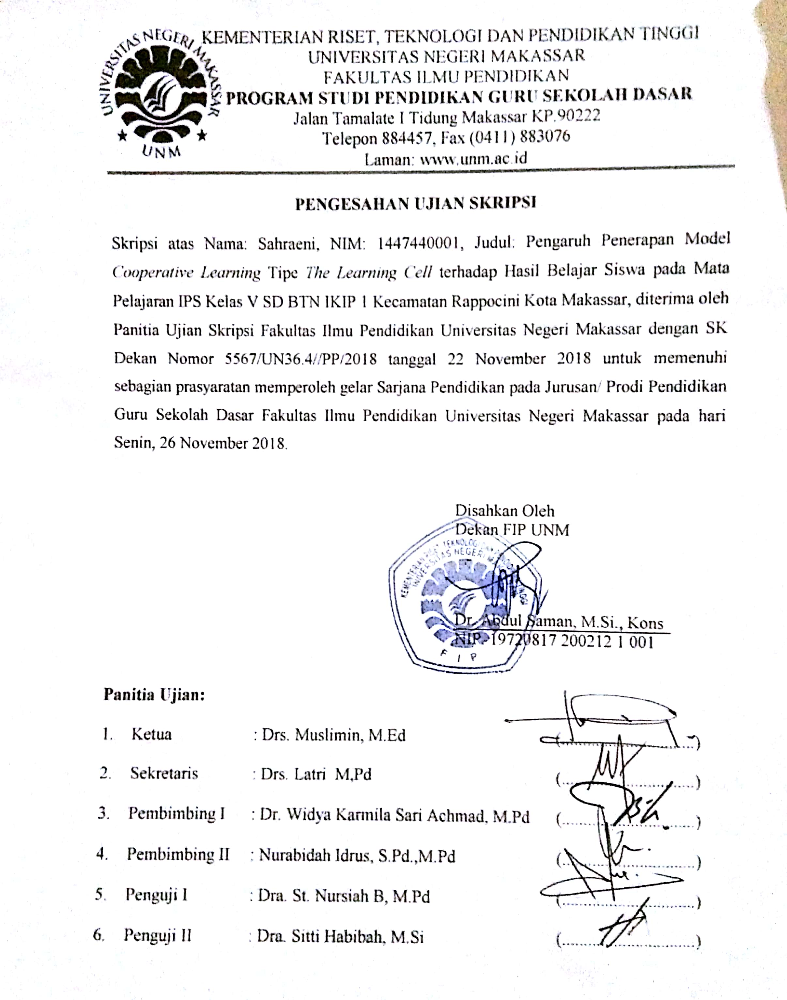 UNIVERSITAS NEGERI MAKASSAR
UNM
KEMENTERIAN RISET, TEKNOLOGI DAN PENDIDIKAN TINGGI
UNIVERSITAS NEGERI MAKASSAR
FAKULTAS ILMU PENDIDIKAN
PROGRAM STUDI PENDIDIKAN GURU SEKOLAH DASAR
Jalan Tamalate I Tidung Makassar KP.90222
Telepon 884457, Fax (0411) 883076
Laman: www.unm.ac.id
PENGESAHAN UJIAN SKRIPSI
Skripsi atas Nama: Sahraeni, NIM: 1447440001, Judul: Pengaruh Penerapan Model
Cooperative Learning Tipe The Learning Cell terhadap Hasil Belajar Siswa pada Mata
Pelajaran IPS Kelas V SD BTN IKIP 1 Kecamatan Rappocini Kota Makassar, diterima oleh
Panitia Ujian Skripsi Fakultas Ilmu Pendidikan Universitas Negeri Makassar dengan SK
Dekan Nomor 5567/UN36.4//PP/2018 tanggal 22 November 2018 untuk memenuhi
sebagian prasyaratan memperoleh gelar Sarjana Pendidikan pada Jurusan/ Prodi Pendidikan
Guru Sekolah Dasar Fakultas Ilmu Pendidikan Universitas Negeri Makassar pada hari
Senin, 26 November 2018.
Disahkan Oleh
Dekan FIP UNM
KEMENTERIAN RISET, TEKNOLOGI DAN PENDIDIKAN TINGGI
UNIVERSITAS NEGERI
Dr. Abdul Saman, M.Si., Kons
NIP. 19720817 200212 1 001
F I P
Panitia Ujian:
1. Ketua : Drs. Muslimin, M.Ed (....................)
2. Sekretaris : Drs. Latri M,Pd (....................)
3. Pembimbing I : Dr. Widya Karmila Sari Achmad, M.Pd (....................)
4. Pembimbing II : Nurabidah Idrus, S.Pd.,M.Pd (....................)
5. Penguji I : Dra. St. Nursiah B, M.Pd (....................)
6. Penguji II : Dra. Sitti Habibah, M.Si (....................)